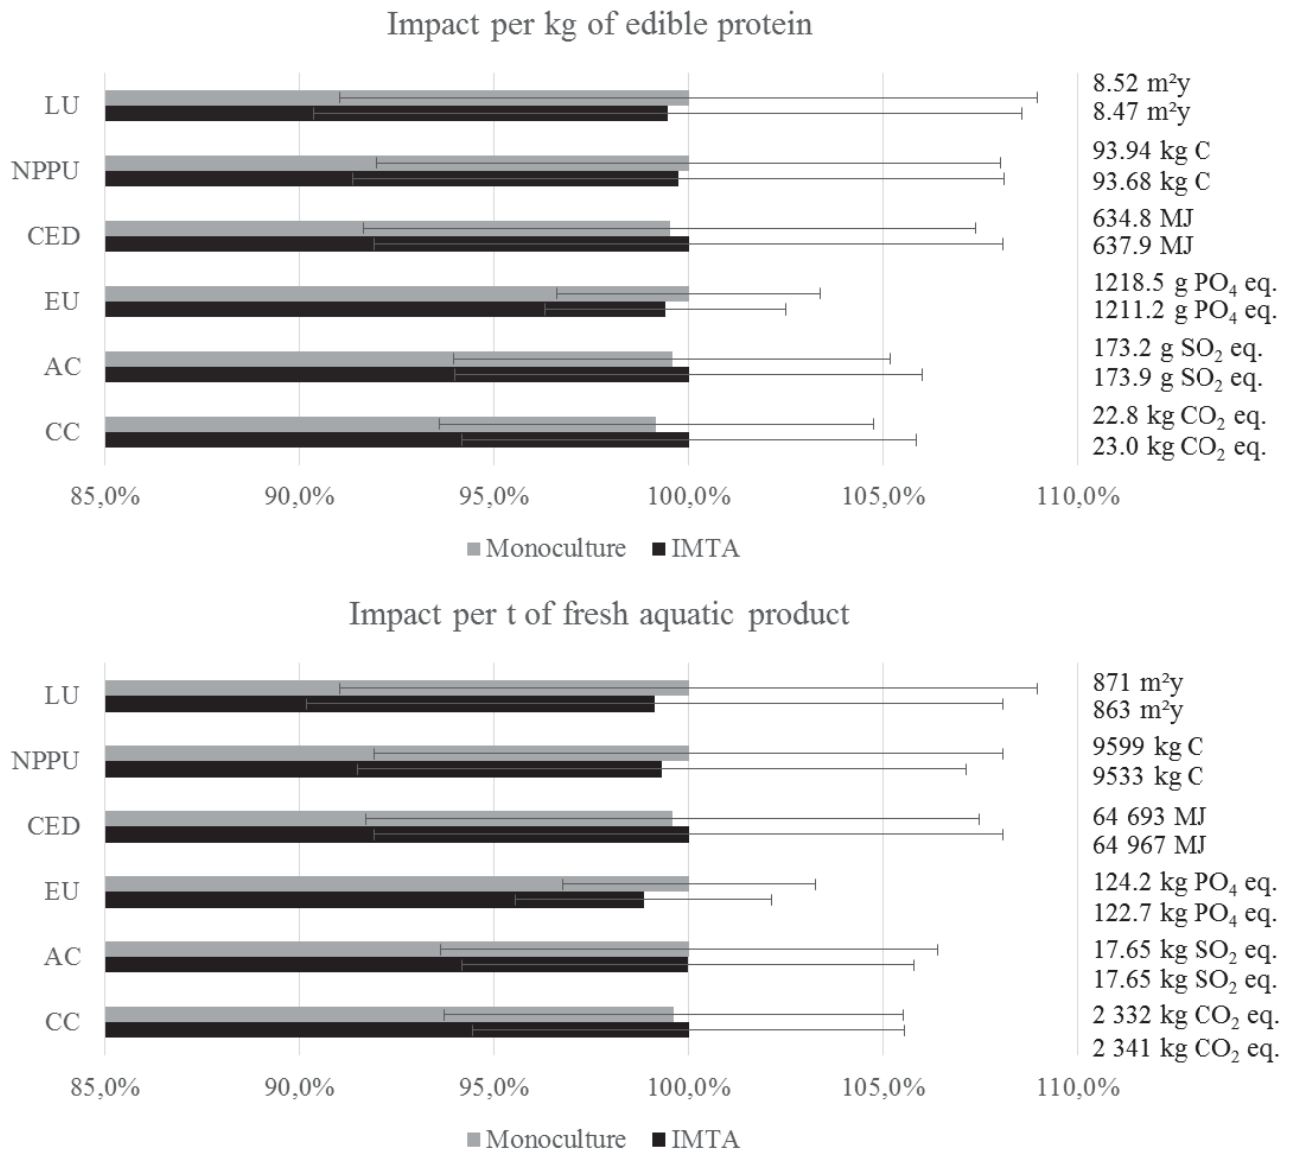 Impact per kg of edible protein
LU
8.52 m²y
8.47 m²y
NPPU
93.94 kg C
93.68 kg C
CED
634.8 MJ
637.9 MJ
EU
1218.5 g PO₄ eq.
1211.2 g PO₄ eq.
AC
173.2 g SO₂ eq.
173.9 g SO₂ eq.
CC
22.8 kg CO₂ eq.
23.0 kg CO₂ eq.
85,0% 90,0% 95,0% 100,0% 105,0% 110,0%
Monoculture IMTA
Impact per t of fresh aquatic product
LU
871 m²y
863 m²y
NPPU
9599 kg C
9533 kg C
CED
64 693 MJ
64 967 MJ
EU
124.2 kg PO₄ eq.
122.7 kg PO₄ eq.
AC
17.65 kg SO₂ eq.
17.65 kg SO₂ eq.
CC
2 332 kg CO₂ eq.
2 341 kg CO₂ eq.
85,0% 90,0% 95,0% 100,0% 105,0% 110,0%
Monoculture IMTA